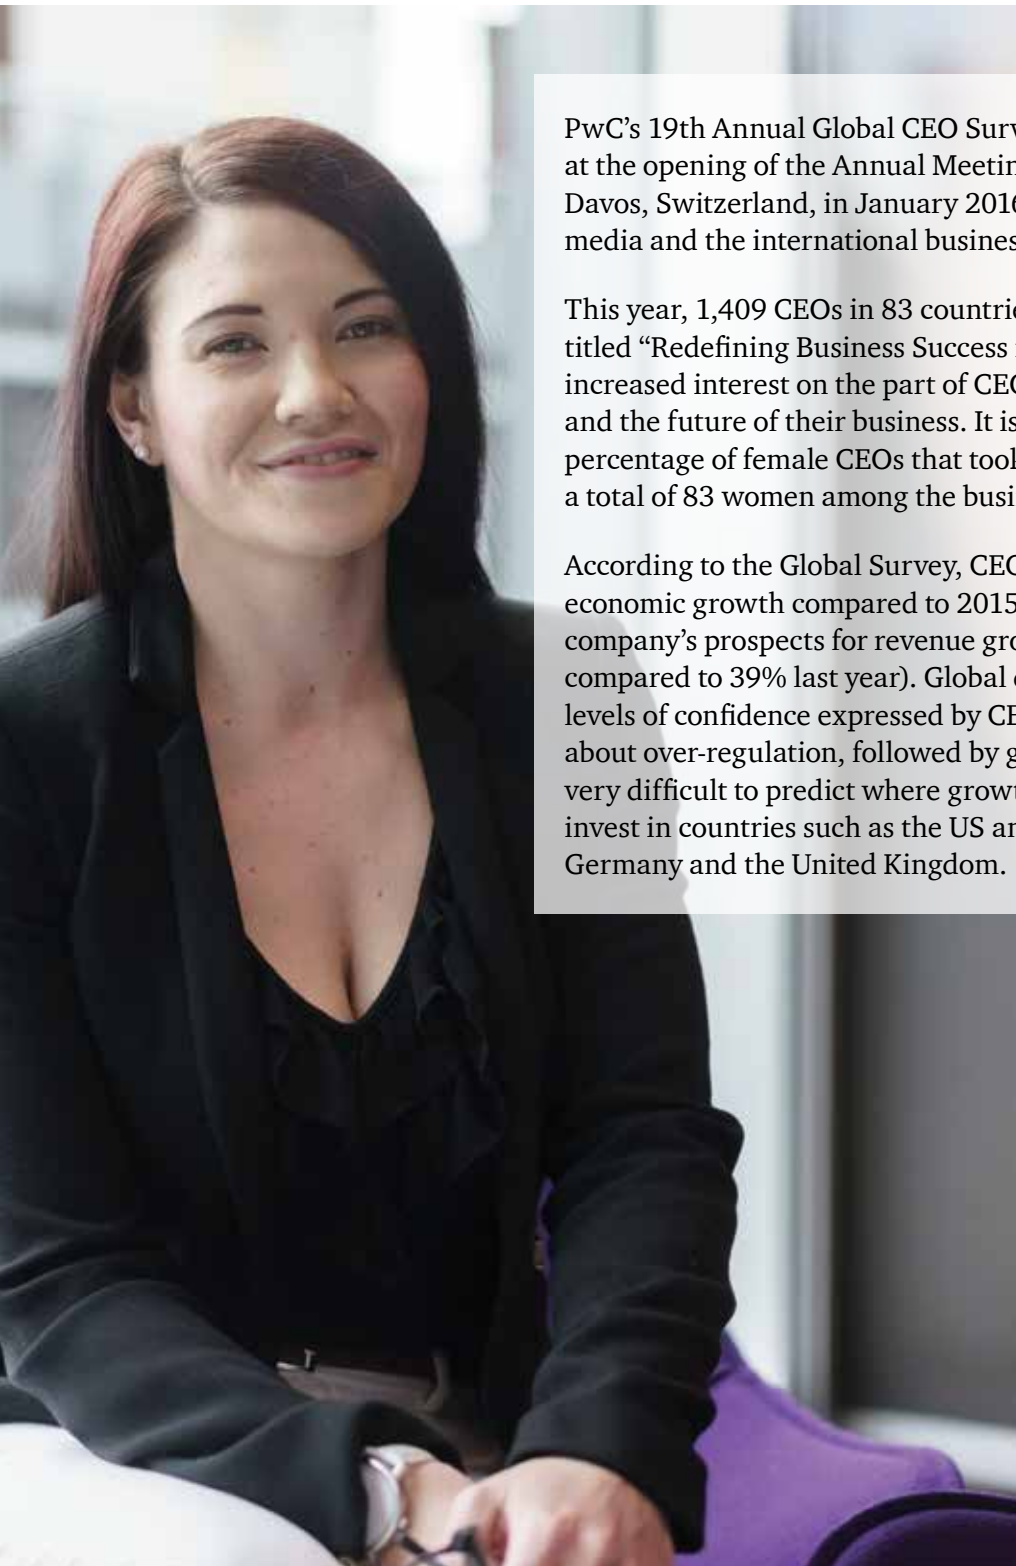 PwC’s 19th Annual Global CEO Surv
at the opening of the Annual Meetin
Davos, Switzerland, in January 2016
media and the international busines
This year, 1,409 CEOs in 83 countrie
titled “Redefining Business Success
increased interest on the part of CEO
and the future of their business. It is
percentage of female CEOs that took
a total of 83 women among the busi
According to the Global Survey, CEO
economic growth compared to 2015
company’s prospects for revenue gro
compared to 39% last year). Global
levels of confidence expressed by CE
about over-regulation, followed by g
very difficult to predict where growt
invest in countries such as the US an
Germany and the United Kingdom.